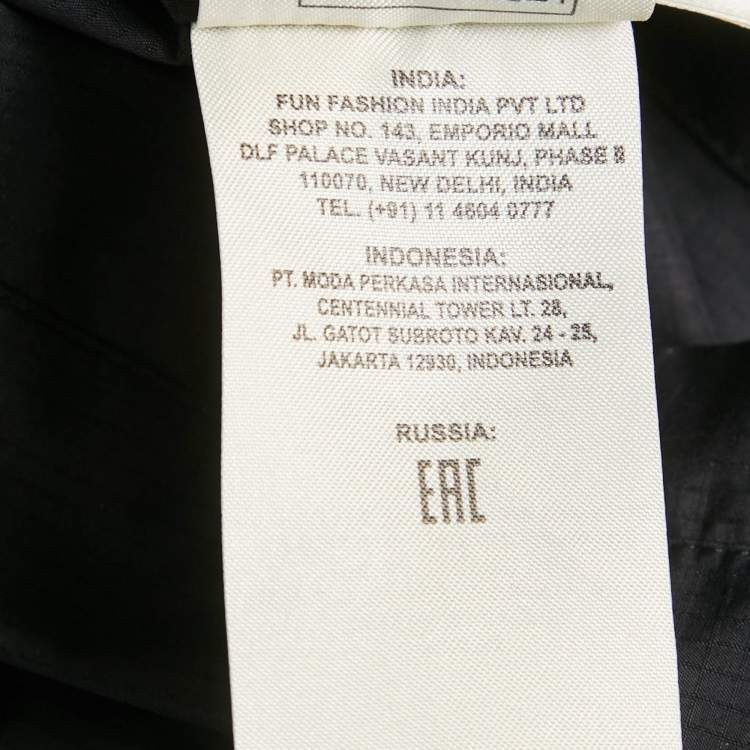 INDIA:
FUN FASHION INDIA PVT LTD
SHOP NO. 143, EMPORIO MALL
DLF PALACE VASANT KUNJ, PHASE II
110070, NEW DELHI, INDIA
TEL. (+91) 11 4604 0777
INDONESIA:
PT. MODA PERKASA INTERNASIONAL,
CENTENNIAL TOWER LT. 28,
JL. GATOT SUBROTO KAV. 24 - 25,
JAKARTA 12930, INDONESIA
RUSSIA:
EAC